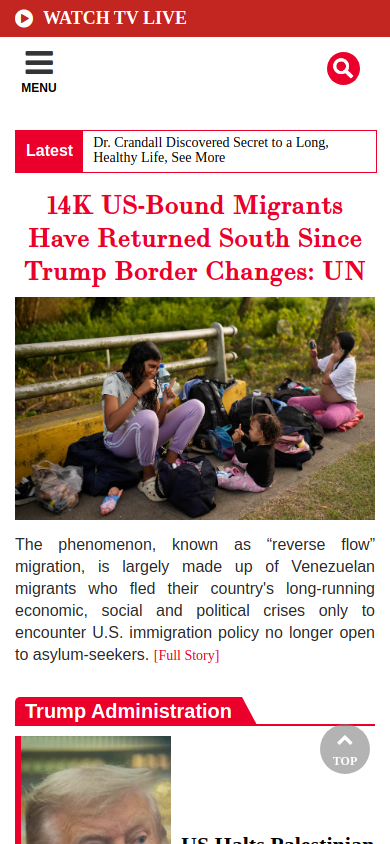 WATCH TV LIVE
MENU
Latest
Dr. Crandall Discovered Secret to a Long,
Healthy Life, See More
14K US-Bound Migrants
Have Returned South Since
Trump Border Changes: UN
The phenomenon, known as “reverse flow”
migration, is largely made up of Venezuelan
migrants who fled their country's long-running
economic, social and political crises only to
encounter U.S. immigration policy no longer open
to asylum-seekers. [Full Story]
Trump Administration
TOP
US Halts Palestinian